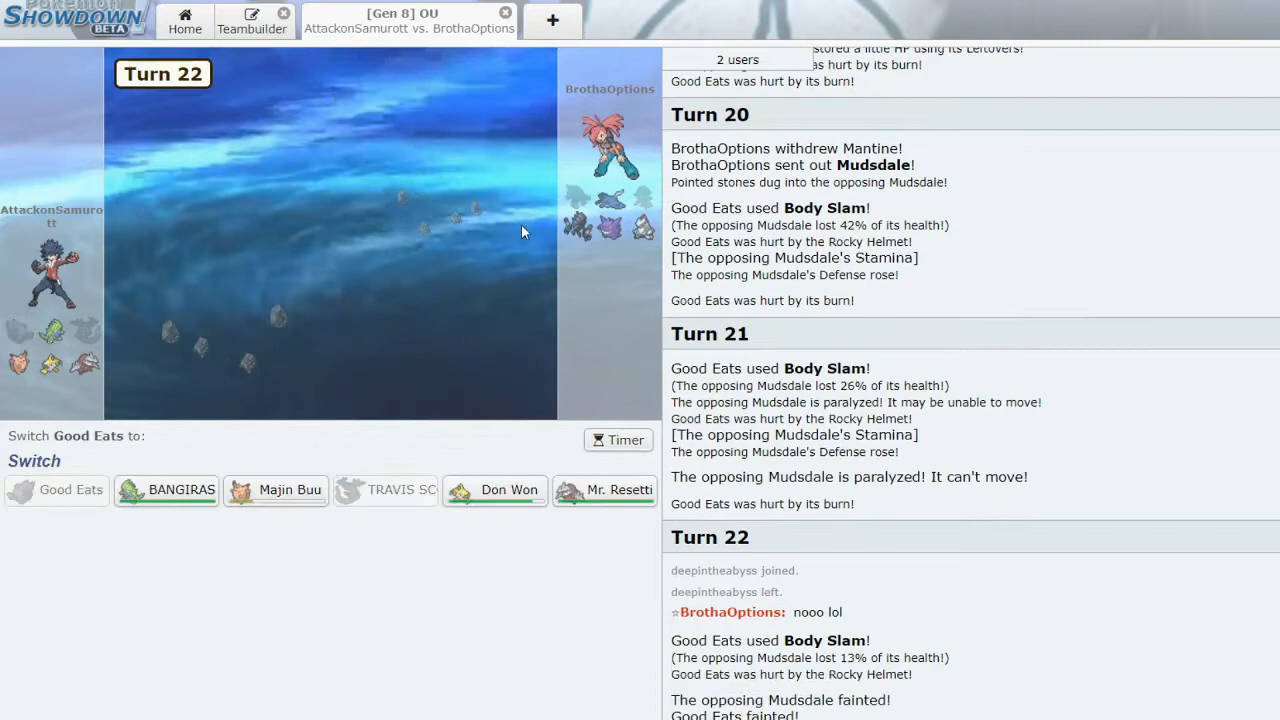 Pokémon
SHOWDOWN
BETA
Home
Teambuilder
[Gen 8] OU
AttackonSamurott vs. BrothaOptions
+
Turn 22
BrothaOptions
AttackonSamuro
tt
Switch Good Eats to:
Timer
Switch
Good Eats
BANGIRAS
Majin Buu
TRAVIS SC
Don Won
Mr. Resetti
2 users
stored a little HP using its Leftovers!
as hurt by its burn!
Good Eats was hurt by its burn!
Turn 20
BrothaOptions withdrew Mantine!
BrothaOptions sent out Mudsdale!
Pointed stones dug into the opposing Mudsdale!
Good Eats used Body Slam!
(The opposing Mudsdale lost 42% of its health!)
Good Eats was hurt by the Rocky Helmet!
[The opposing Mudsdale's Stamina]
The opposing Mudsdale's Defense rose!
Good Eats was hurt by its burn!
Turn 21
Good Eats used Body Slam!
(The opposing Mudsdale lost 26% of its health!)
The opposing Mudsdale is paralyzed! It may be unable to move!
Good Eats was hurt by the Rocky Helmet!
[The opposing Mudsdale's Stamina]
The opposing Mudsdale's Defense rose!
The opposing Mudsdale is paralyzed! It can't move!
Good Eats was hurt by its burn!
Turn 22
deepintheabyss joined.
deepintheabyss left.
☆BrothaOptions: nooo lol
Good Eats used Body Slam!
(The opposing Mudsdale lost 13% of its health!)
Good Eats was hurt by the Rocky Helmet!
The opposing Mudsdale fainted!
Good Eats fainted!